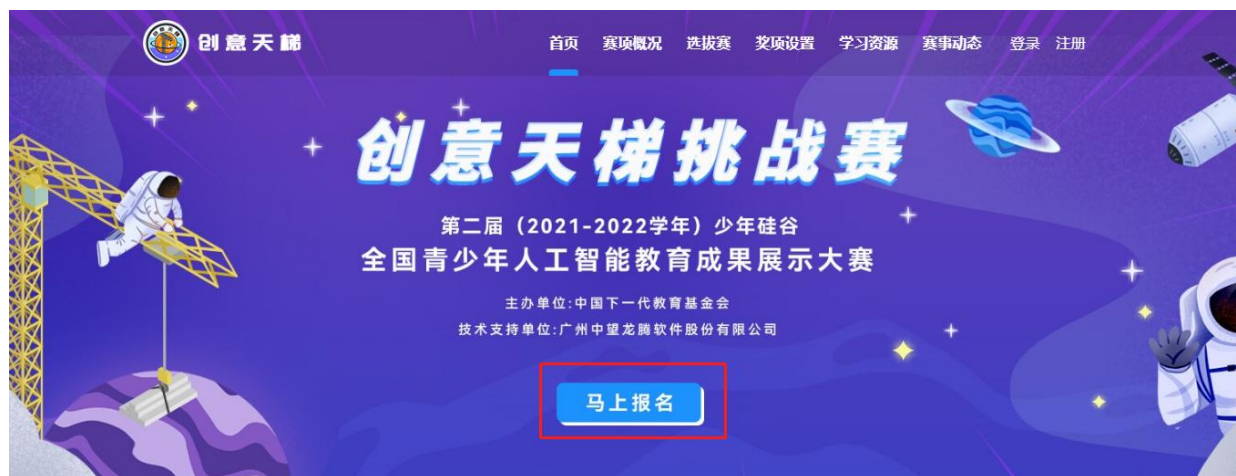 创意天梯
首页 赛项概况 选拔赛 奖项设置 学习资源 赛事动态 登录 注册
创意天梯挑战赛
第二届（2021-2022学年）少年硅谷
全国青少年人工智能教育成果展示大赛
主办单位:中国下一代教育基金会
技术支持单位:广州中望龙腾软件股份有限公司
马上报名